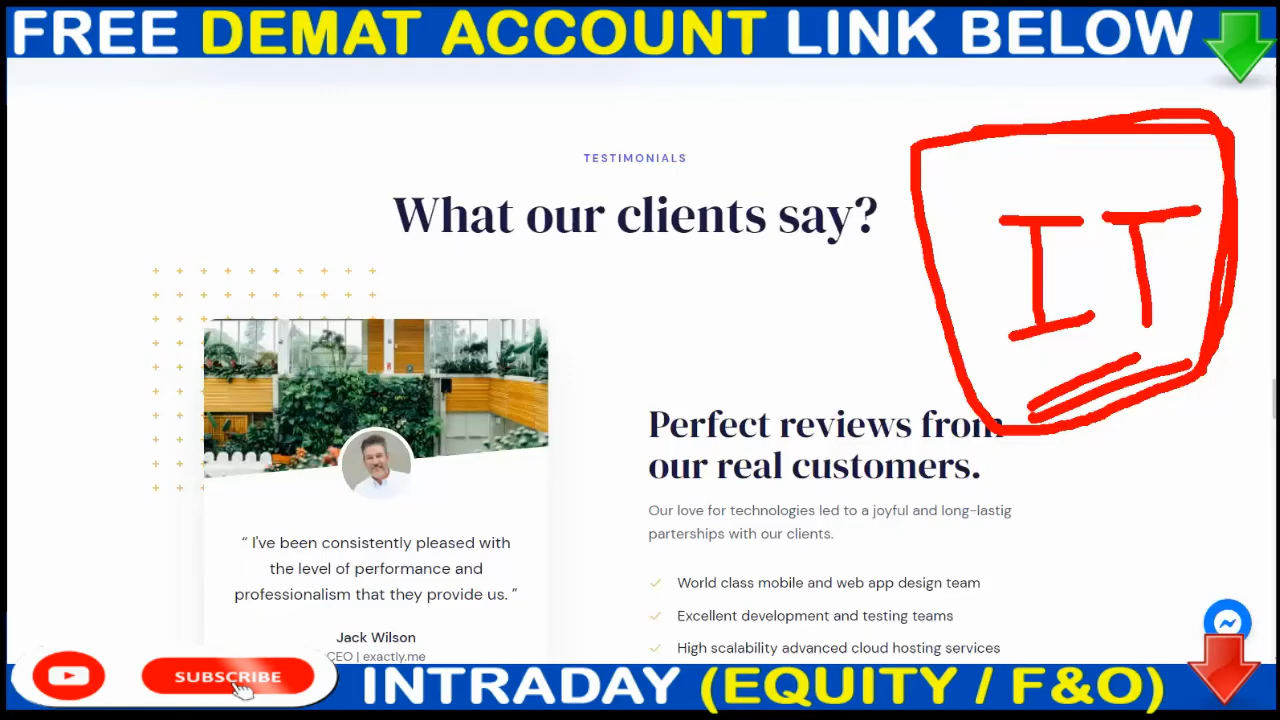 FREE DEMAT ACCOUNT LINK BELOW
TESTIMONIALS
What our clients say?
IT
Perfect reviews from
our real customers.
Our love for technologies led to a joyful and long-lastig
parterships with our clients.
“ I've been consistently pleased with
the level of performance and
professionalism that they provide us. ”
Jack Wilson
CEO | exactly.me
World class mobile and web app design team
Excellent development and testing teams
High scalability advanced cloud hosting services
SUBSCRIBE
INTRADAY (EQUITY / F&O)